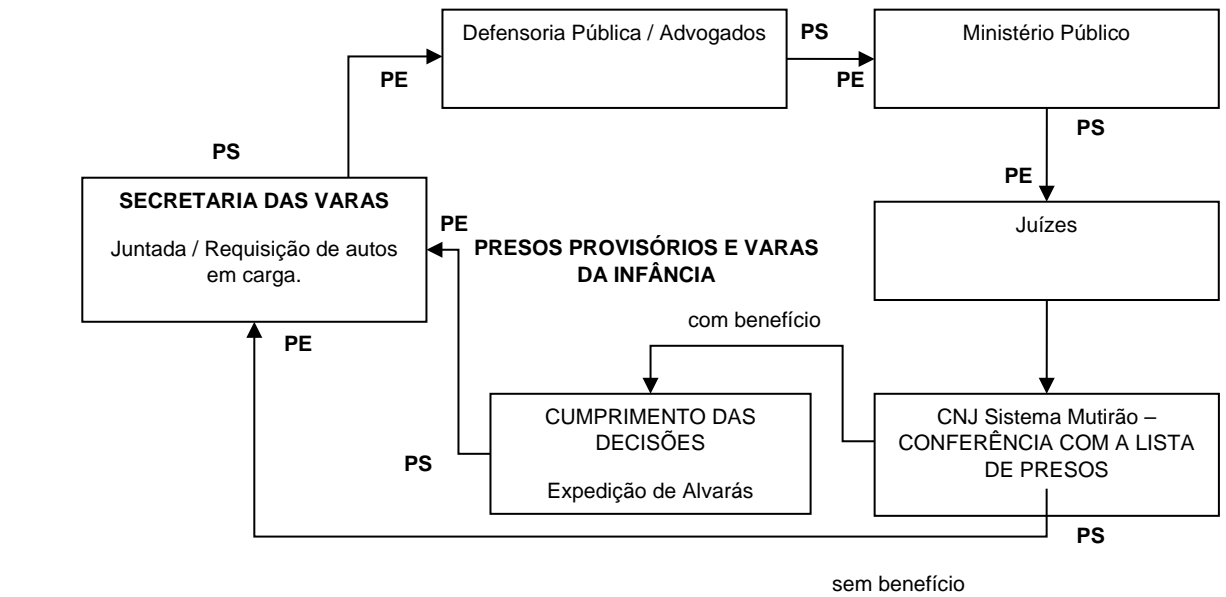 Defensoria Pública / Advogados
PS
Ministério Público
PE
PE
PS
PS
PE
SECRETARIA DAS VARAS
Juntada / Requisição de autos
em carga.
PE
PRESOS PROVISÓRIOS E VARAS
DA INFÂNCIA
Juízes
com benefício
PE
CUMPRIMENTO DAS
DECISÕES
Expedição de Alvarás
PS
CNJ Sistema Mutirão –
CONFERÊNCIA COM A LISTA
DE PRESOS
PS
sem benefício